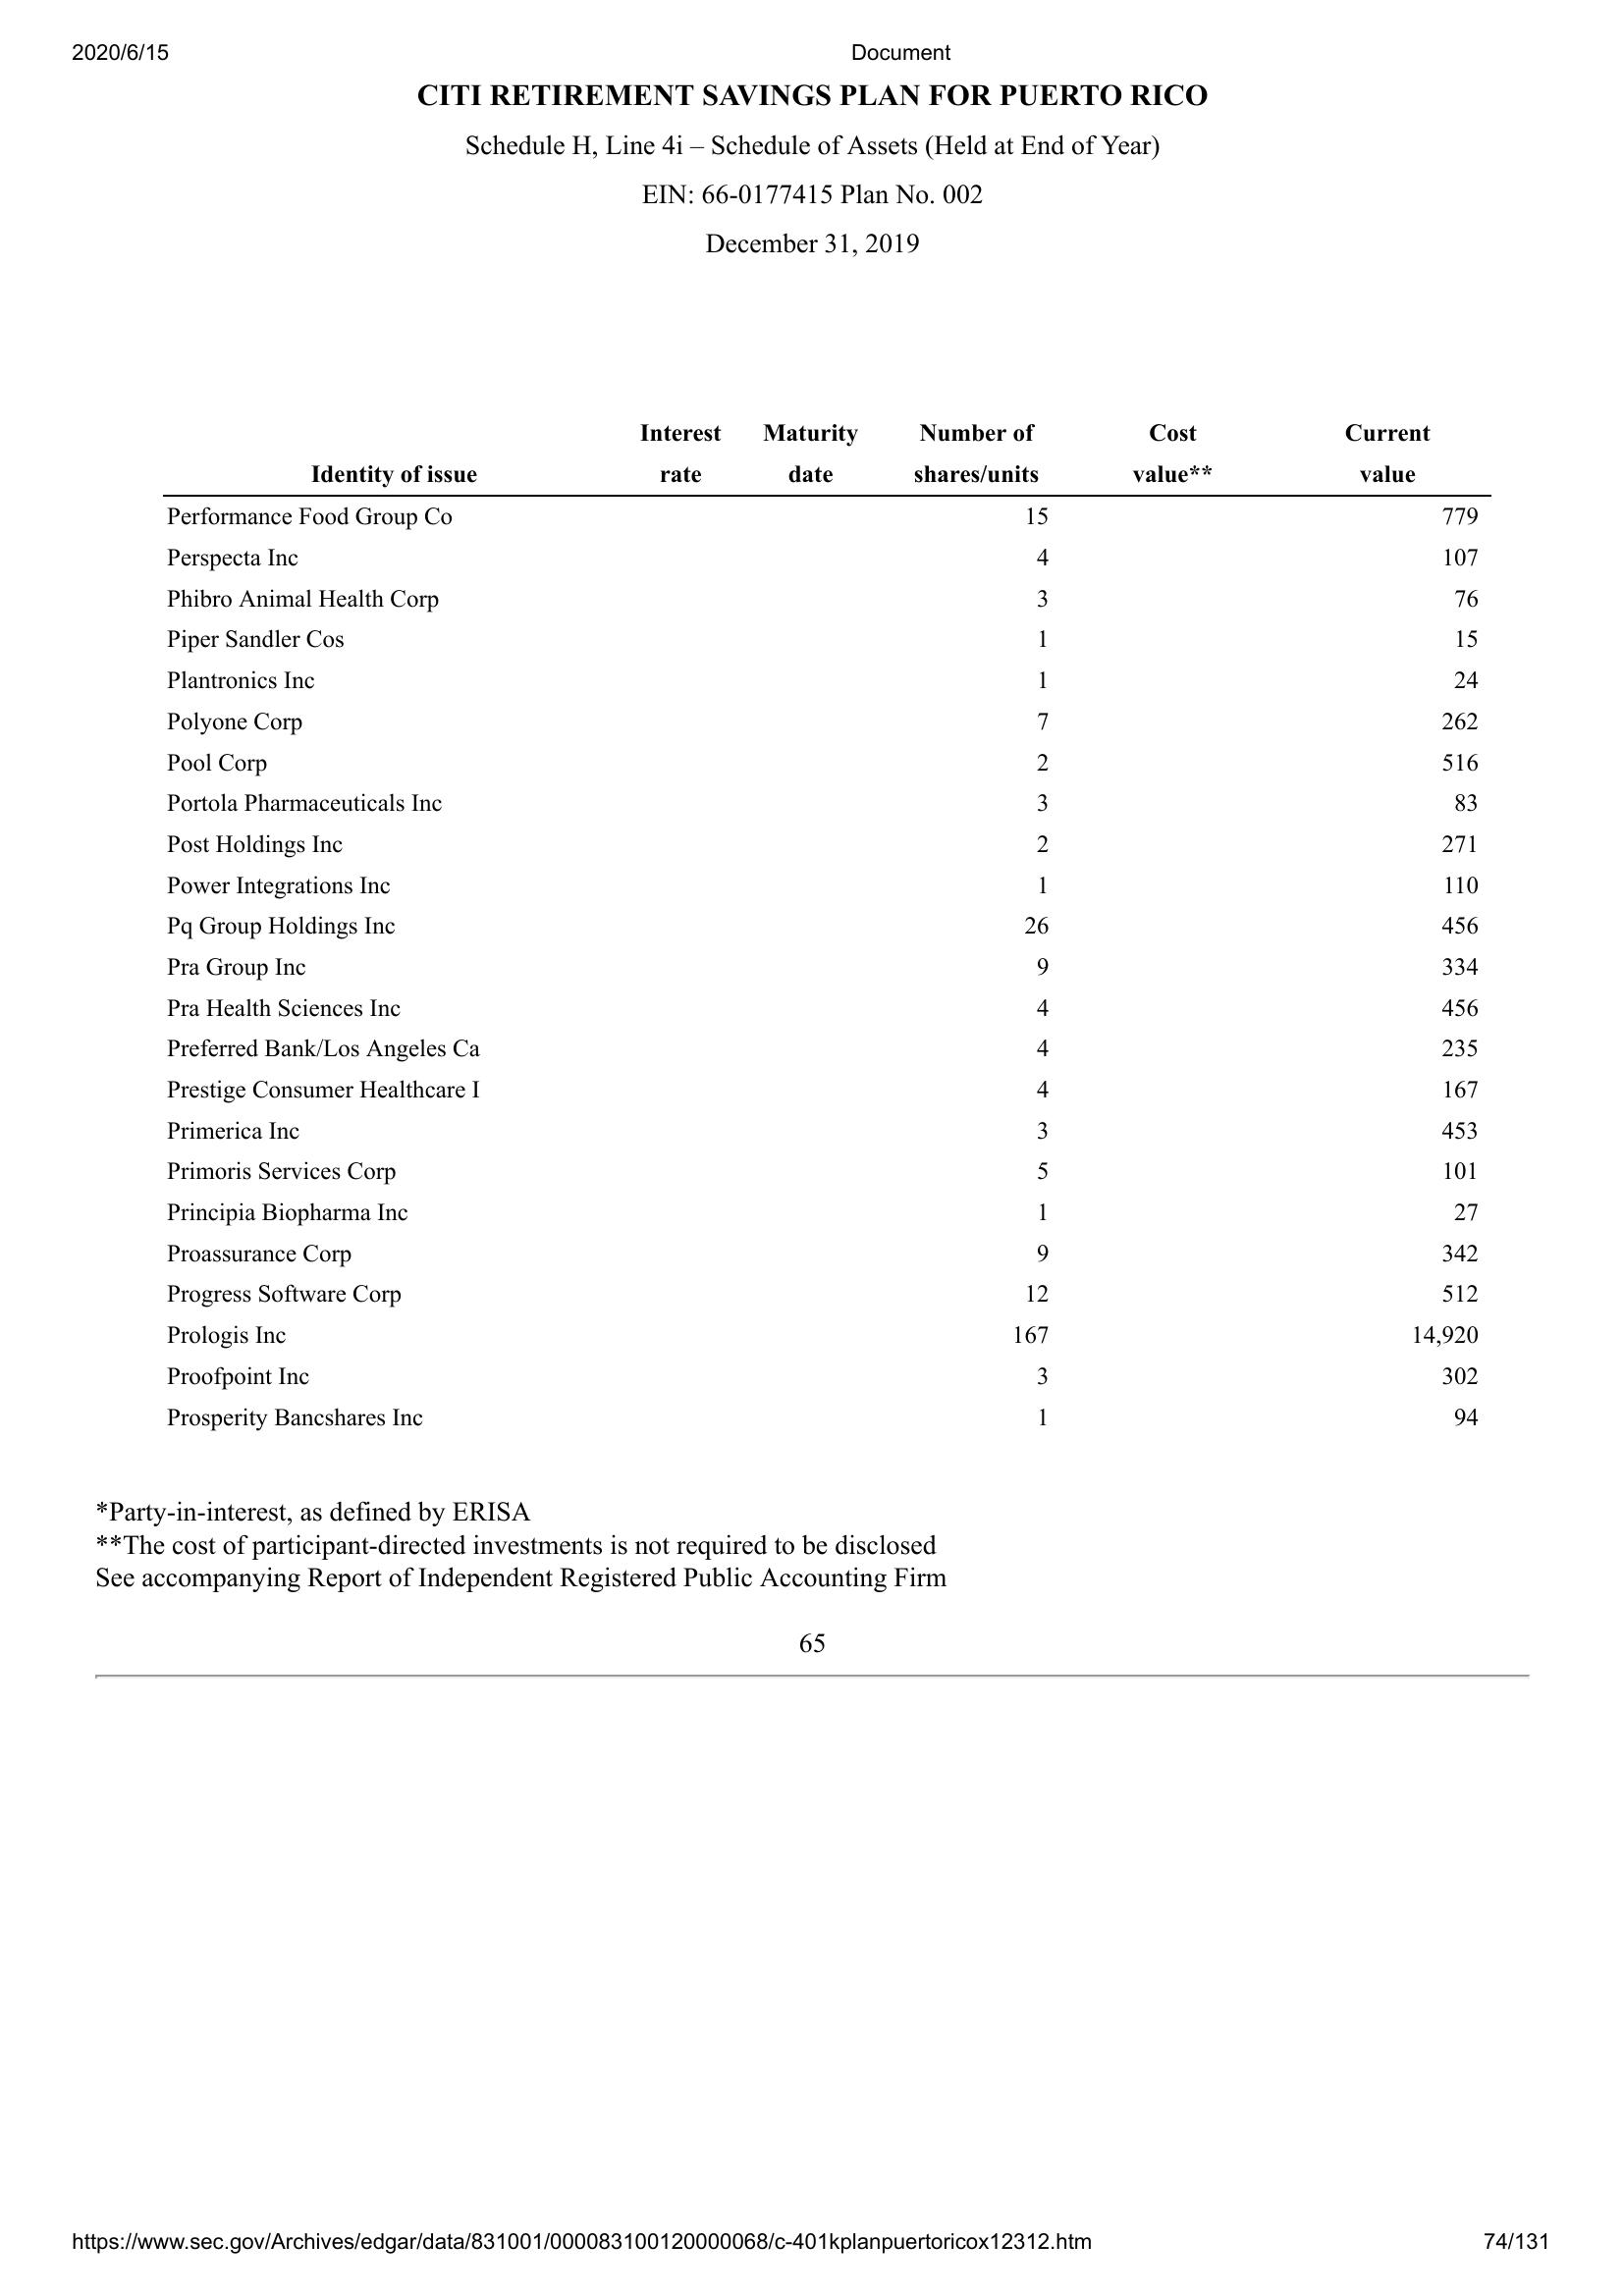 2020/6/15 Document
CITI RETIREMENT SAVINGS PLAN FOR PUERTO RICO
Schedule H, Line 4i – Schedule of Assets (Held at End of Year)
EIN: 66-0177415 Plan No. 002
December 31, 2019
Interest Maturity Number of Cost Current
Identity of issue rate date shares/units value** value
Performance Food Group Co 15 779
Perspecta Inc 4 107
Phibro Animal Health Corp 3 76
Piper Sandler Cos 1 15
Plantronics Inc 1 24
Polyone Corp 7 262
Pool Corp 2 516
Portola Pharmaceuticals Inc 3 83
Post Holdings Inc 2 271
Power Integrations Inc 1 110
Pq Group Holdings Inc 26 456
Pra Group Inc 9 334
Pra Health Sciences Inc 4 456
Preferred Bank/Los Angeles Ca 4 235
Prestige Consumer Healthcare I 4 167
Primerica Inc 3 453
Primoris Services Corp 5 101
Principia Biopharma Inc 1 27
Proassurance Corp 9 342
Progress Software Corp 12 512
Prologis Inc 167 14,920
Proofpoint Inc 3 302
Prosperity Bancshares Inc 1 94
*Party-in-interest, as defined by ERISA
**The cost of participant-directed investments is not required to be disclosed
See accompanying Report of Independent Registered Public Accounting Firm
65
https://www.sec.gov/Archives/edgar/data/831001/000083100120000068/c-401kplanpuertoricox12312.htm 74/131